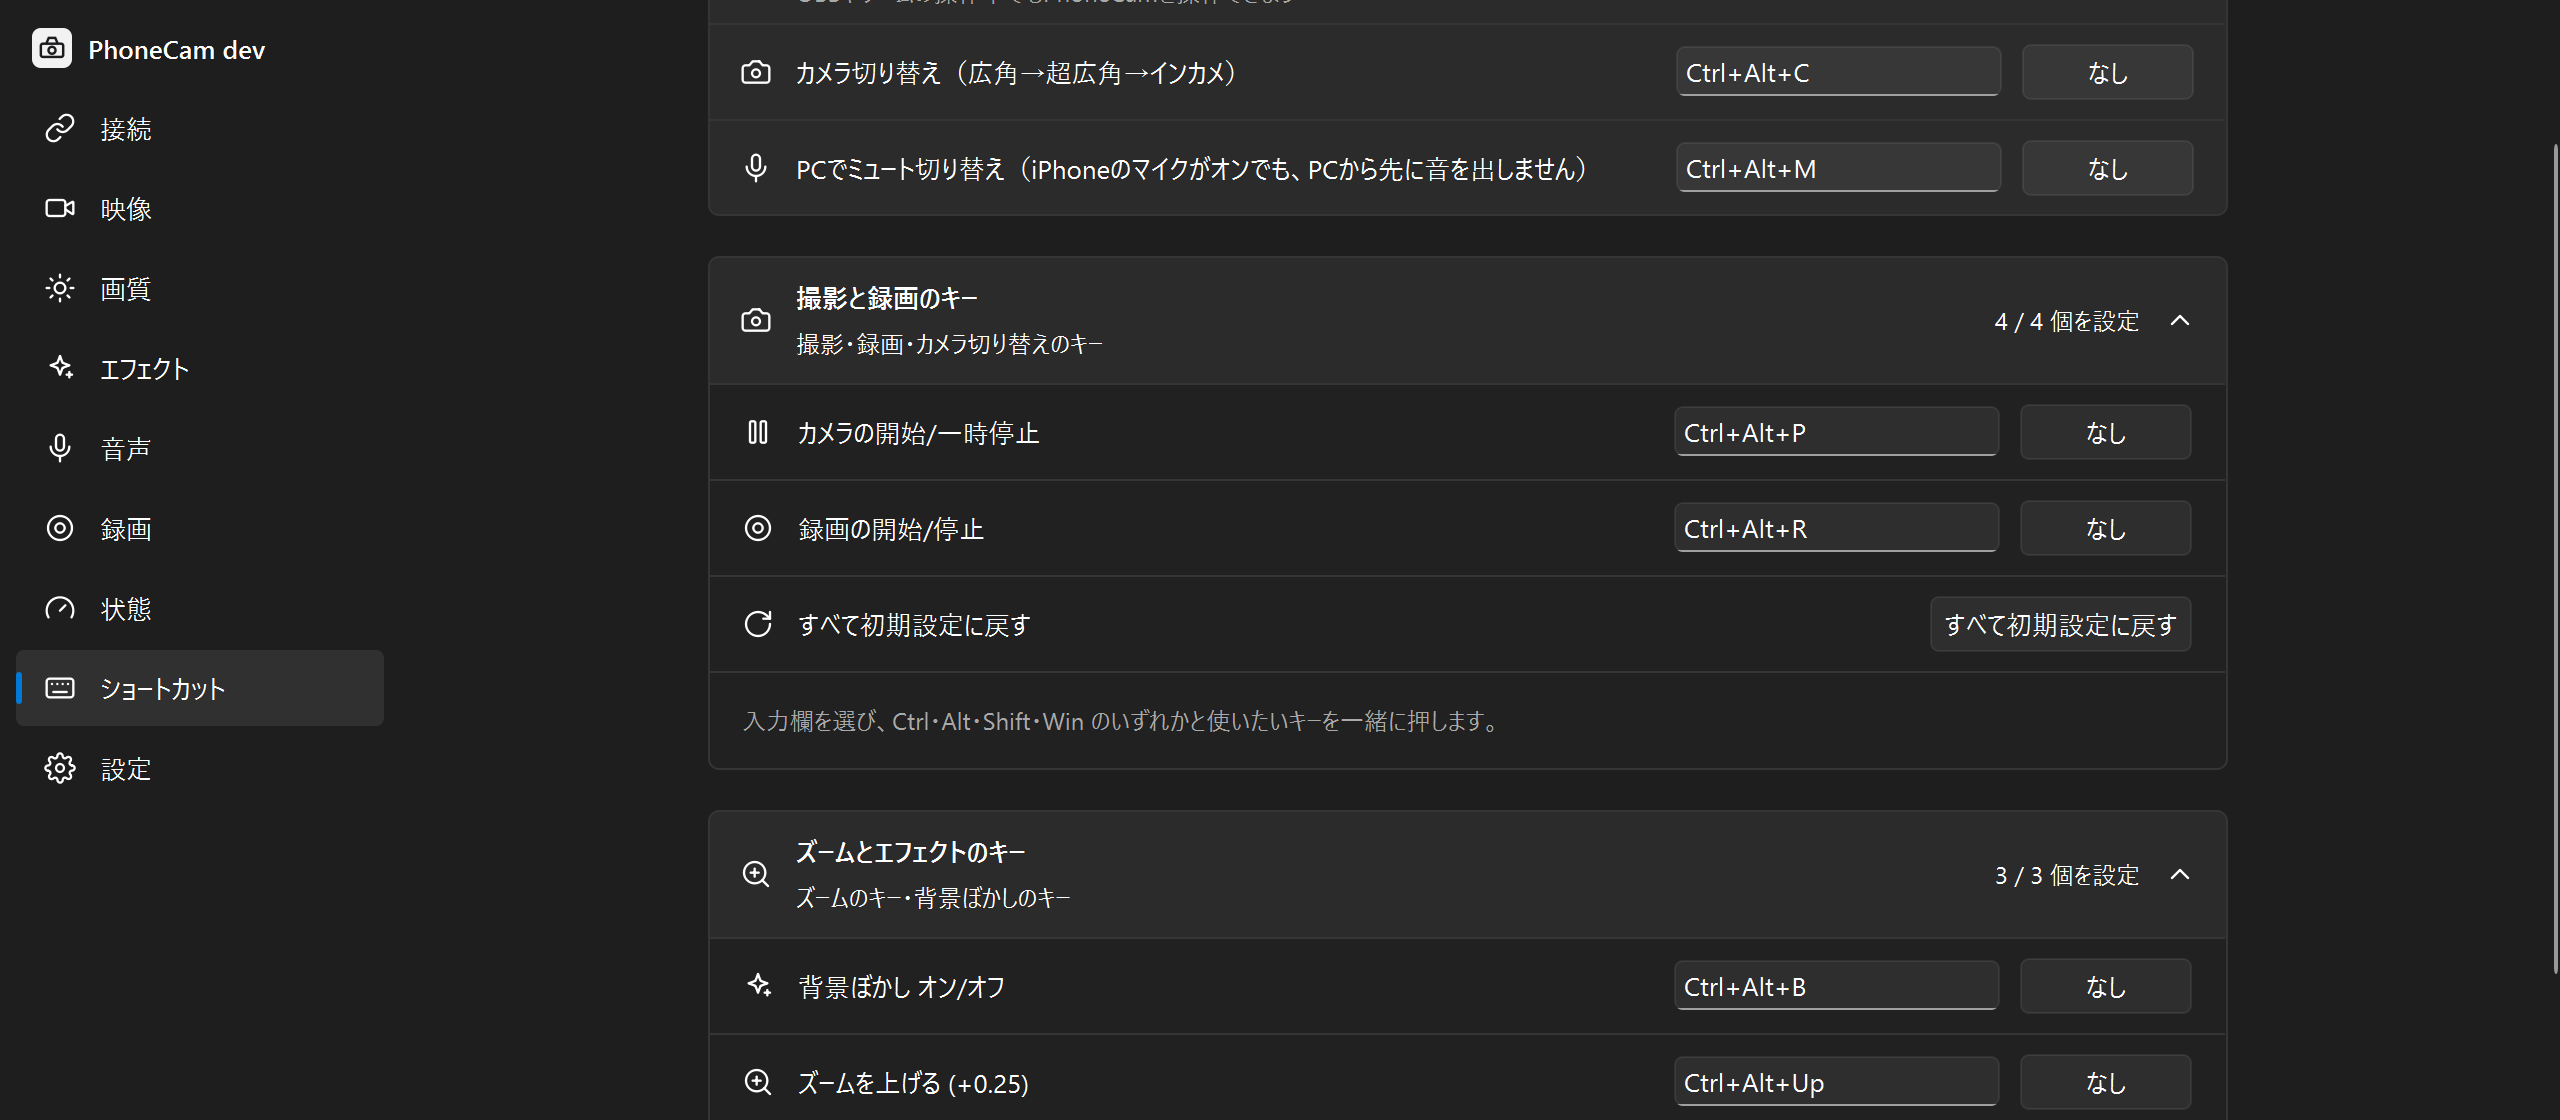 PhoneCam dev
接続
映像
画質
エフェクト
音声
録画
状態
ショートカット
設定
カメラ切り替え（広角→超広角→インカメ）
Ctrl+Alt+C
なし
PCでミュート切り替え（iPhoneのマイクがオンでも、PCから先に音を出しません）
Ctrl+Alt+M
なし
撮影と録画のキー
撮影・録画・カメラ切り替えのキー
4 / 4 個を設定
カメラの開始/一時停止
Ctrl+Alt+P
なし
録画の開始/停止
Ctrl+Alt+R
なし
すべて初期設定に戻す
すべて初期設定に戻す
入力欄を選び、Ctrl・Alt・Shift・Win のいずれかと使いたいキーを一緒に押します。
ズームとエフェクトのキー
ズームのキー・背景ぼかしのキー
3 / 3 個を設定
背景ぼかし オン/オフ
Ctrl+Alt+B
なし
ズームを上げる (+0.25)
Ctrl+Alt+Up
なし